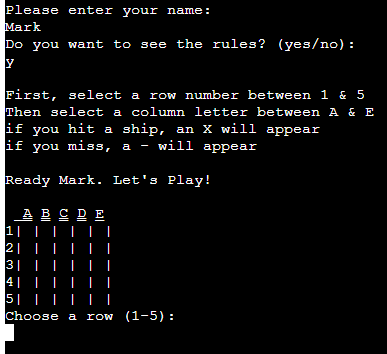 Please enter your name:
Mark
Do you want to see the rules? (yes/no):
y
First, select a row number between 1 & 5
Then select a column letter between A & E
if you hit a ship, an X will appear
if you miss, a - will appear
Ready Mark. Let's Play!
A B C D E
1| | | | | |
2| | | | | |
3| | | | | |
4| | | | | |
5| | | | | |
Choose a row (1-5):